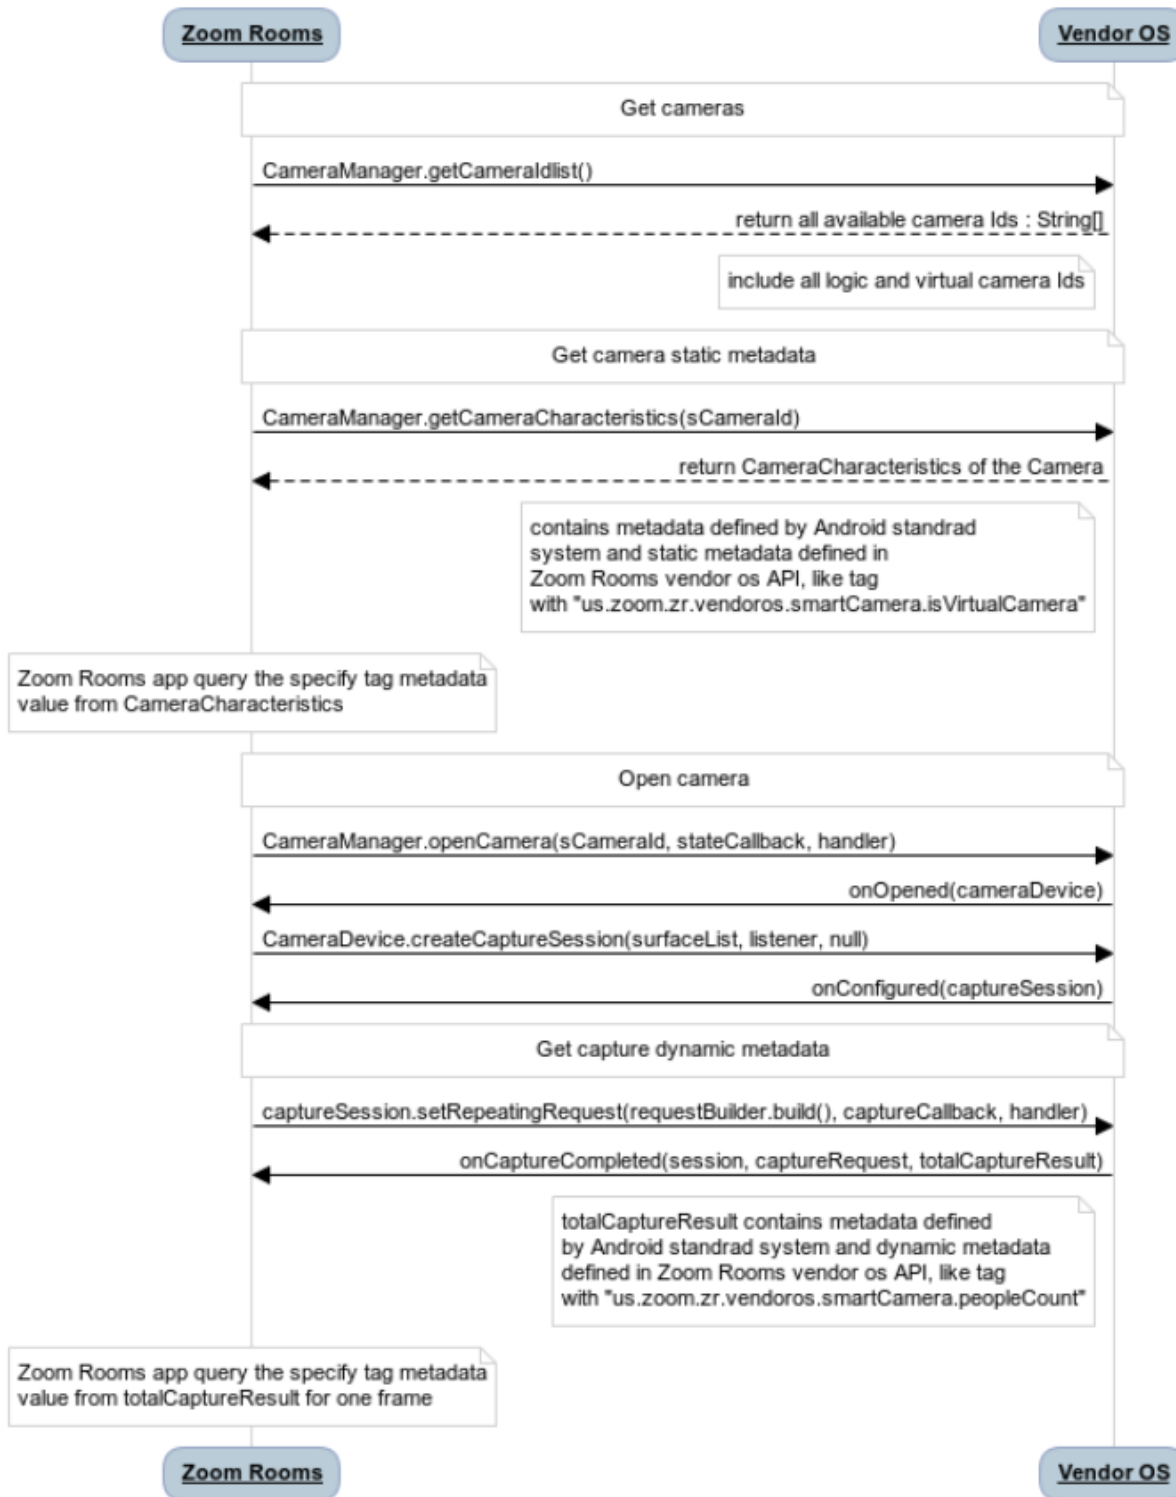 Zoom Rooms
Vendor OS
Get cameras
CameraManager.getCameraIdlist()
return all available camera Ids : String[]
include all logic and virtual camera Ids
Get camera static metadata
CameraManager.getCameraCharacteristics(sCameraId)
return CameraCharacteristics of the Camera
contains metadata defined by Android standrad
system and static metadata defined in
Zoom Rooms vendor os API, like tag
with "us.zoom.zr.vendoros.smartCamera.isVirtualCamera"
Zoom Rooms app query the specify tag metadata
value from CameraCharacteristics
Open camera
CameraManager.openCamera(sCameraId, stateCallback, handler)
onOpened(cameraDevice)
CameraDevice.createCaptureSession(surfaceList, listener, null)
onConfigured(captureSession)
Get capture dynamic metadata
captureSession.setRepeatingRequest(requestBuilder.build(), captureCallback, handler)
onCaptureCompleted(session, captureRequest, totalCaptureResult)
totalCaptureResult contains metadata defined
by Android standrad system and dynamic metadata
defined in Zoom Rooms vendor os API, like tag
with "us.zoom.zr.vendoros.smartCamera.peopleCount"
Zoom Rooms app query the specify tag metadata
value from totalCaptureResult for one frame
Zoom Rooms
Vendor OS